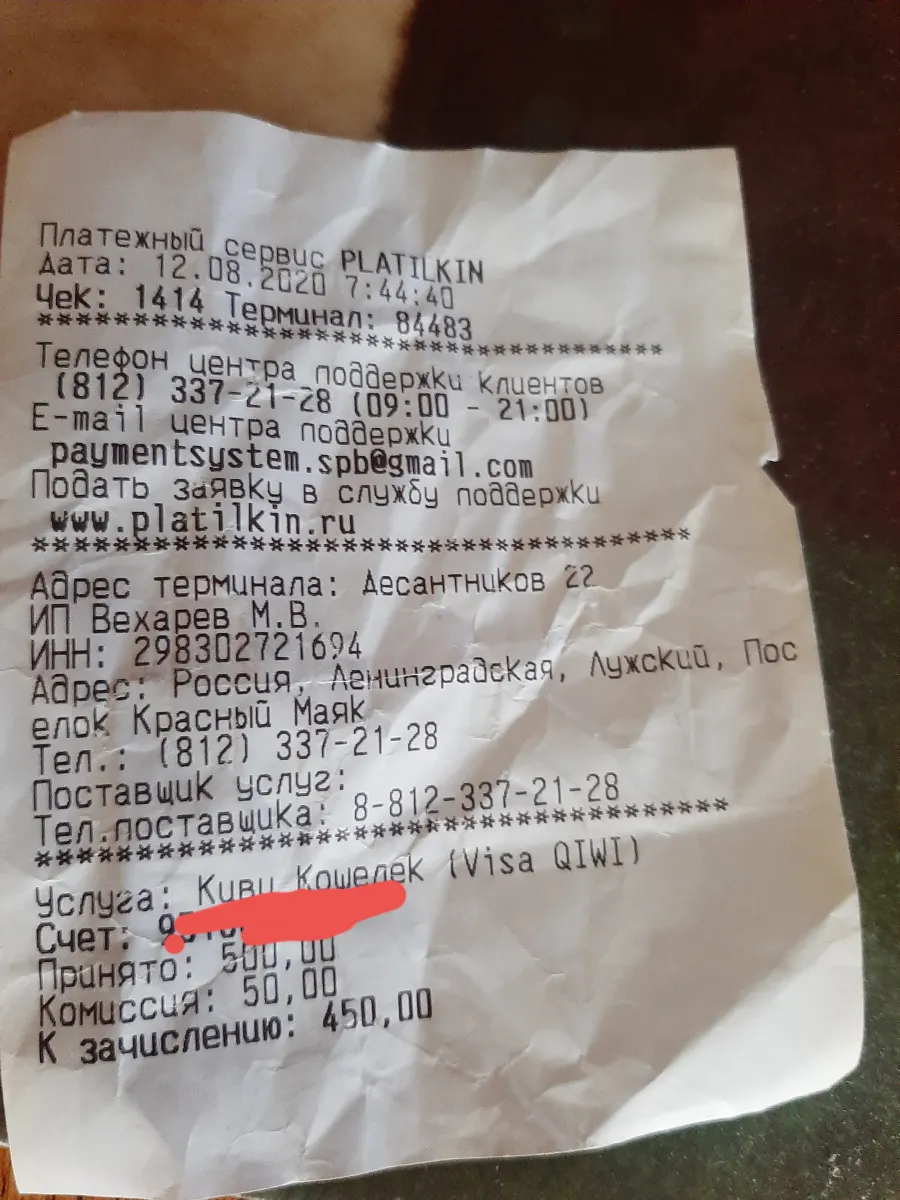 Платежный сервис PLATILKIN
Дата: 12.08.2020 7:44:40
Чек: 1414 Терминал: 84483
********************************
Телефон центра поддержки клиентов
(812) 337-21-28 (09:00 - 21:00)
E-mail центра поддержки
paymentsystem.spb@gmail.com
Подать заявку в службу поддержки
www.platilkin.ru
********************************
Адрес терминала: Десантников 22
ИП Вехарев М.В.
ИНН: 298302721694
Адрес: Россия, Ленинградская, Лужский, Пос
елок Красный Маяк
Тел.: (812) 337-21-28
Поставщик услуг:
Тел.поставщика: 8-812-337-21-28
********************************
Услуга: Киви Кошелек (Visa QIWI)
Счет:
Принято: 500,00
Комиссия: 50,00
К зачислению: 450,00